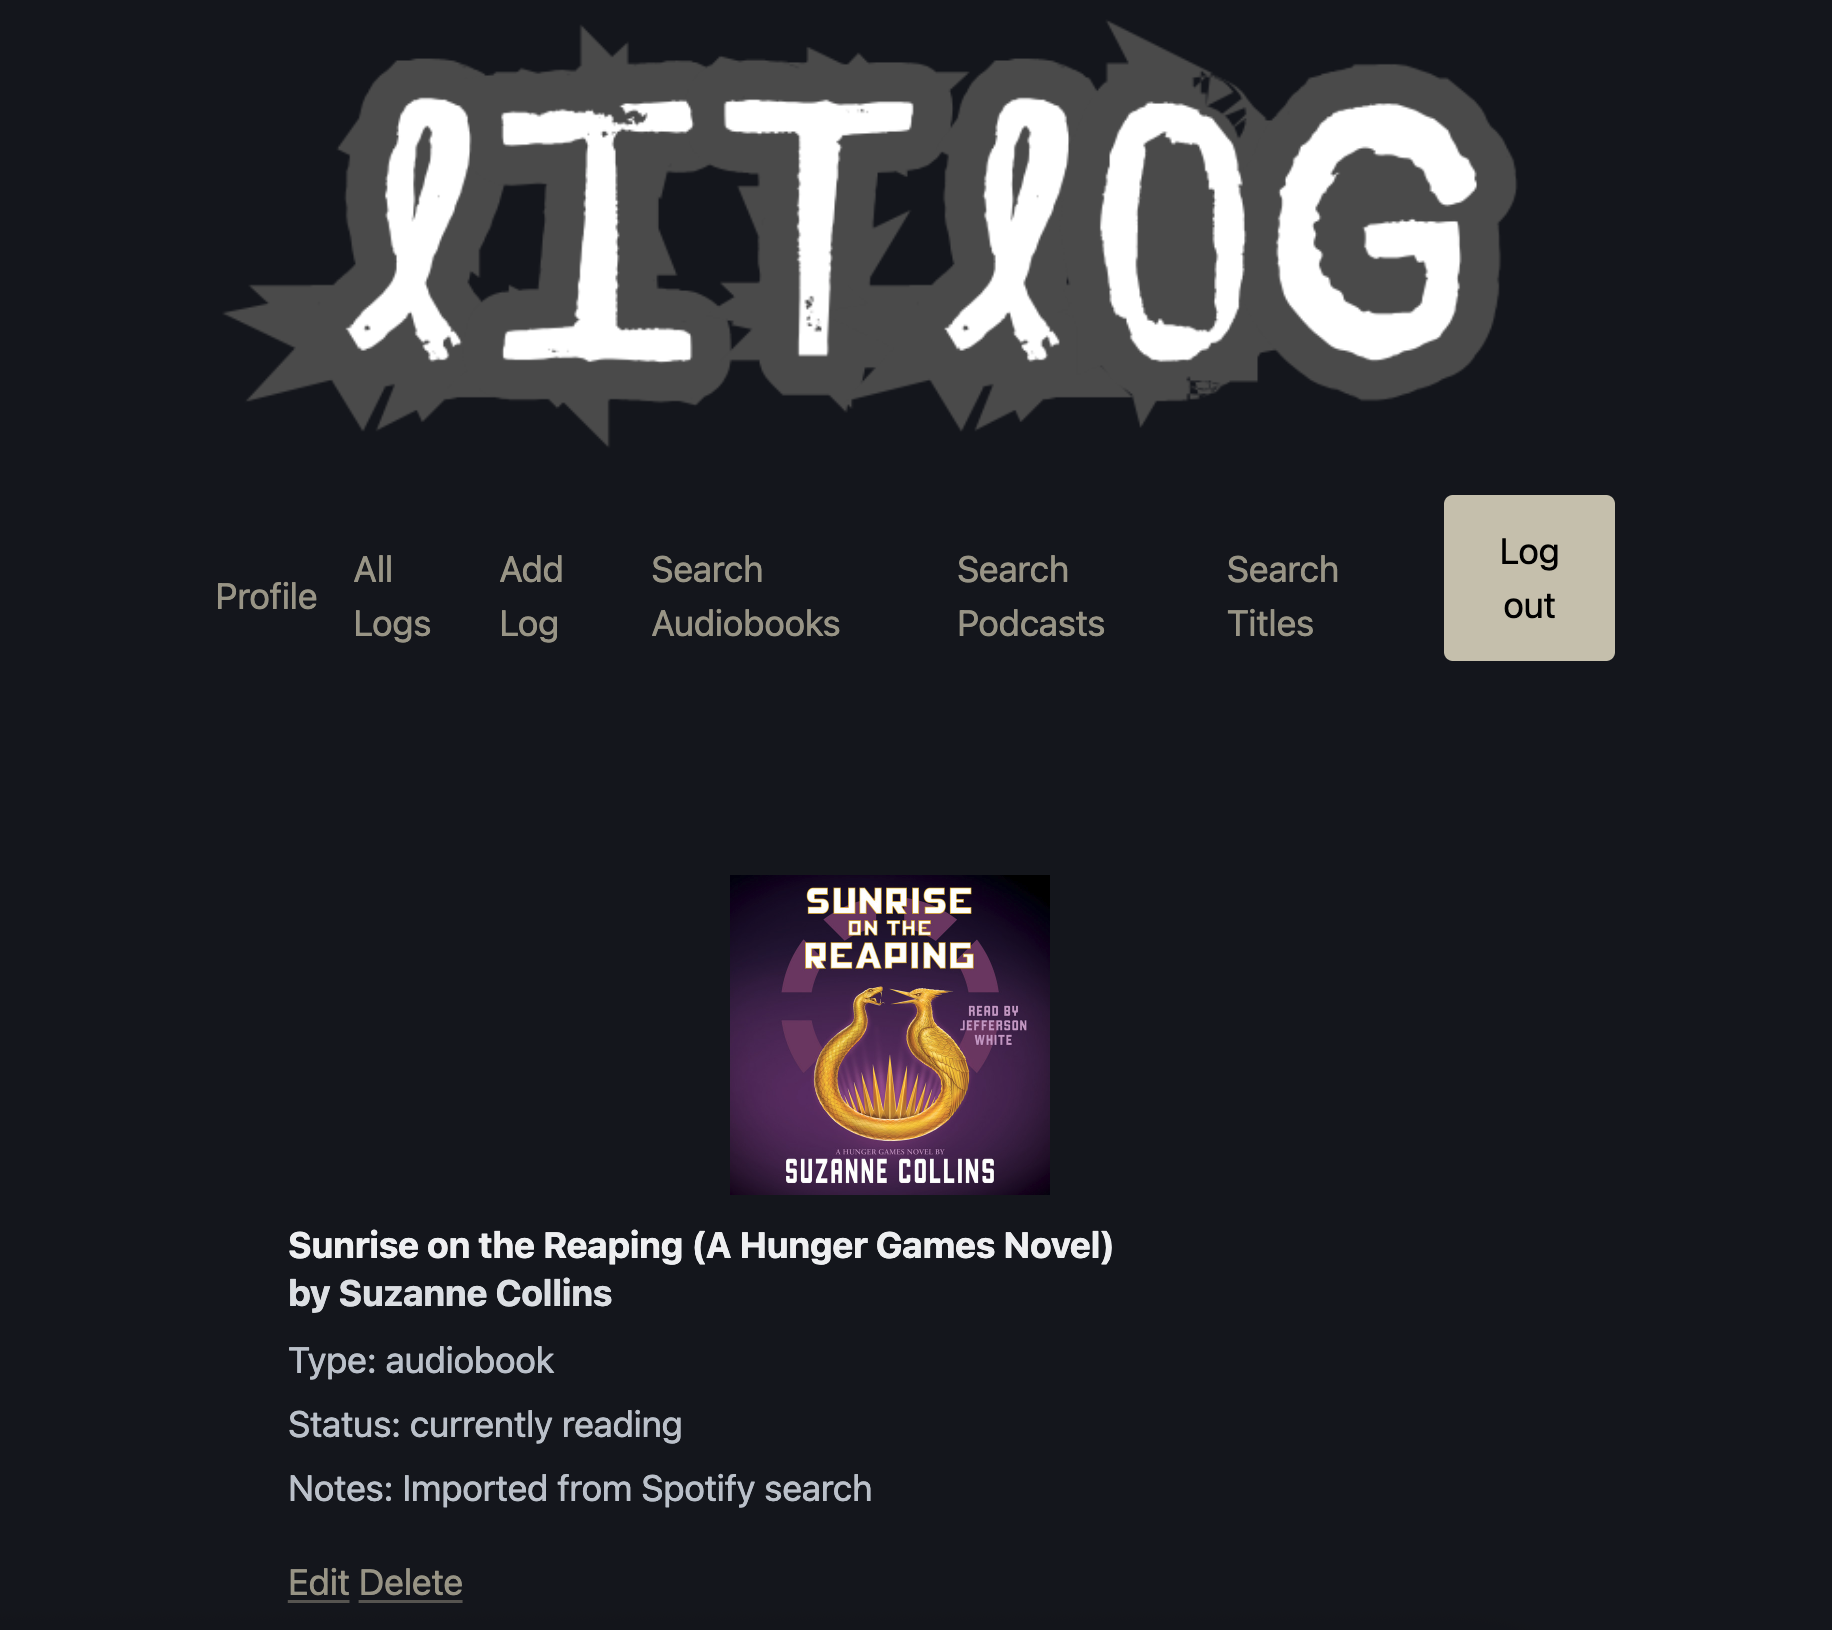 lITlOG
Profile
All
Logs
Add
Log
Search
Audiobooks
Search
Podcasts
Search
Titles
Log
out
SUNRISE
ON THE
REAPING
READ BY
JEFFERSON
WHITE
A HUNGER GAMES NOVEL BY
SUZANNE COLLINS
Sunrise on the Reaping (A Hunger Games Novel)
by Suzanne Collins
Type: audiobook
Status: currently reading
Notes: Imported from Spotify search
Edit Delete